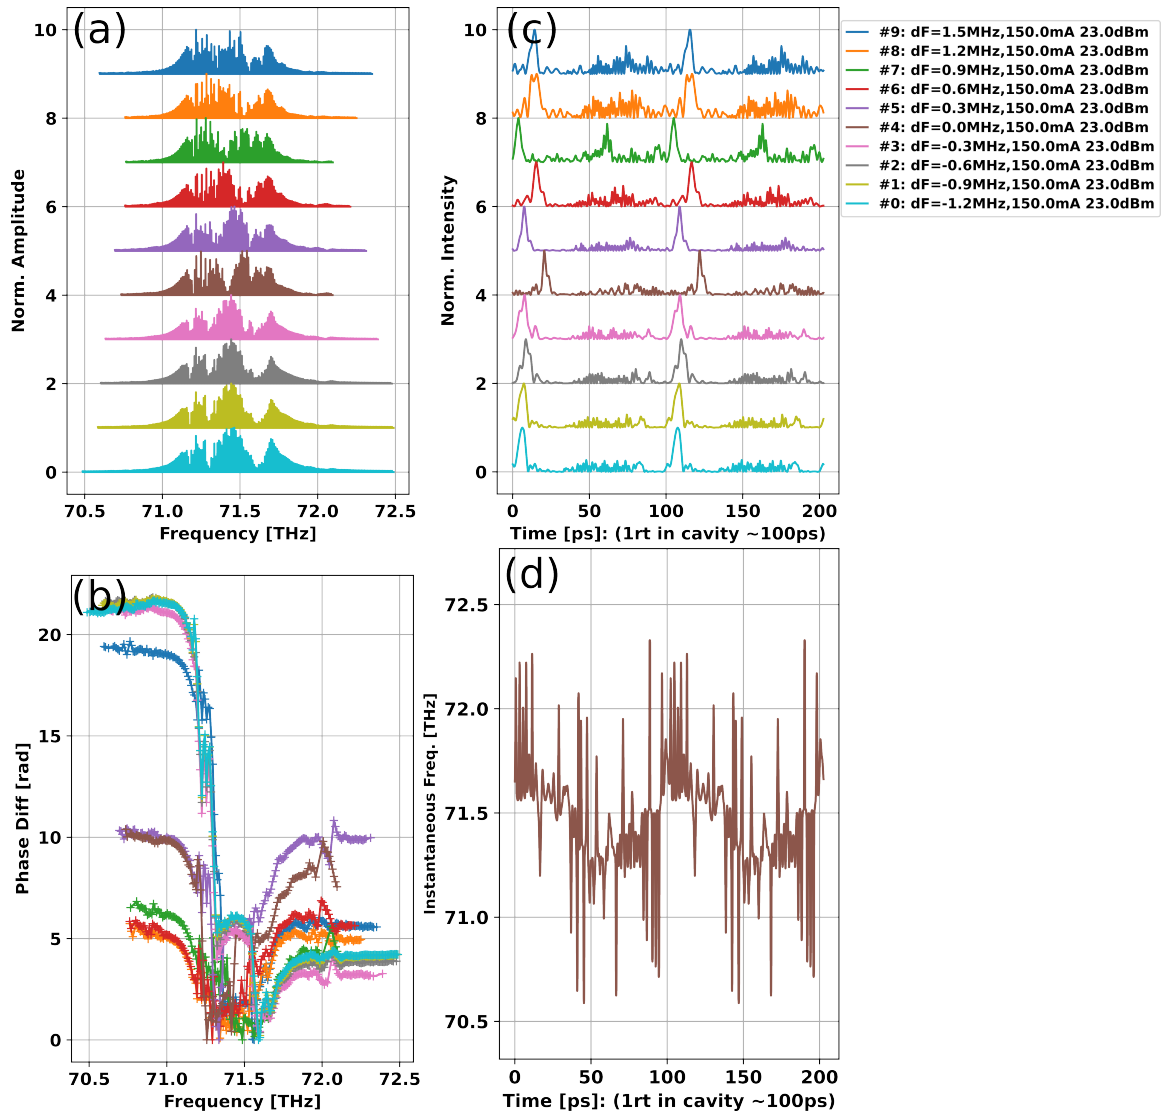 (a)
10
8
6
4
2
0
Norm. Amplitude
70.5 71.0 71.5 72.0 72.5
Frequency [THz]
(c)
10
8
6
4
2
0
Norm. Intensity
0 50 100 150 200
Time [ps]: (1rt in cavity ~100ps)
#9: dF=1.5MHz,150.0mA 23.0dBm
#8: dF=1.2MHz,150.0mA 23.0dBm
#7: dF=0.9MHz,150.0mA 23.0dBm
#6: dF=0.6MHz,150.0mA 23.0dBm
#5: dF=0.3MHz,150.0mA 23.0dBm
#4: dF=0.0MHz,150.0mA 23.0dBm
#3: dF=-0.3MHz,150.0mA 23.0dBm
#2: dF=-0.6MHz,150.0mA 23.0dBm
#1: dF=-0.9MHz,150.0mA 23.0dBm
#0: dF=-1.2MHz,150.0mA 23.0dBm
(b)
20
15
10
5
0
Phase Diff [rad]
70.5 71.0 71.5 72.0 72.5
Frequency [THz]
(d)
72.5
72.0
71.5
71.0
70.5
Instantaneous Freq. [THz]
0 50 100 150 200
Time [ps]: (1rt in cavity ~100ps)